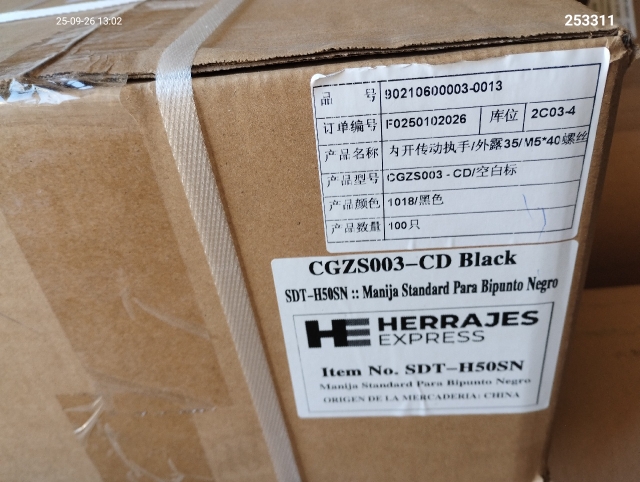 25-09-26 13:02
253311
品 号 90210600003-0013
订单编号 F0250102026 库位 2C03-4
产品名称 内开传动执手/外露35/M5*40螺丝
产品型号 CGZS003 - CD/空白标
产品颜色 1018/黑色
产品数量 100只
CGZS003-CD Black
SDT-H50SN :: Manija Standard Para Bipunto Negro
HE HERRAJES
EXPRESS
Item No. SDT-H50SN
Manija Standard Para Bipunto Negro
ORIGEN DE LA MERCADERIA: CHINA